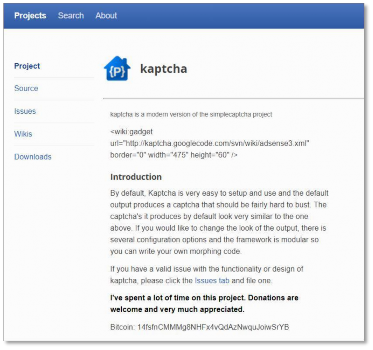 Projects Search About
Project
Source
Issues
Wikis
Downloads
{P}
kaptcha
kaptcha is a modern version of the simplecaptcha project
<wiki:gadget
url="http://kaptcha.googlecode.com/svn/wiki/adsense3.xml"
border="0" width="475" height="60" />
Introduction
By default, Kaptcha is very easy to setup and use and the default
output produces a captcha that should be fairly hard to bust. The
captcha's it produces by default look very similar to the one
above. If you would like to change the look of the output, there is
several configuration options and the framework is modular so
you can write your own morphing code.
If you have a valid issue with the functionality or design of
kaptcha, please click the Issues tab and file one.
I've spent a lot of time on this project. Donations are
welcome and very much appreciated.
Bitcoin: